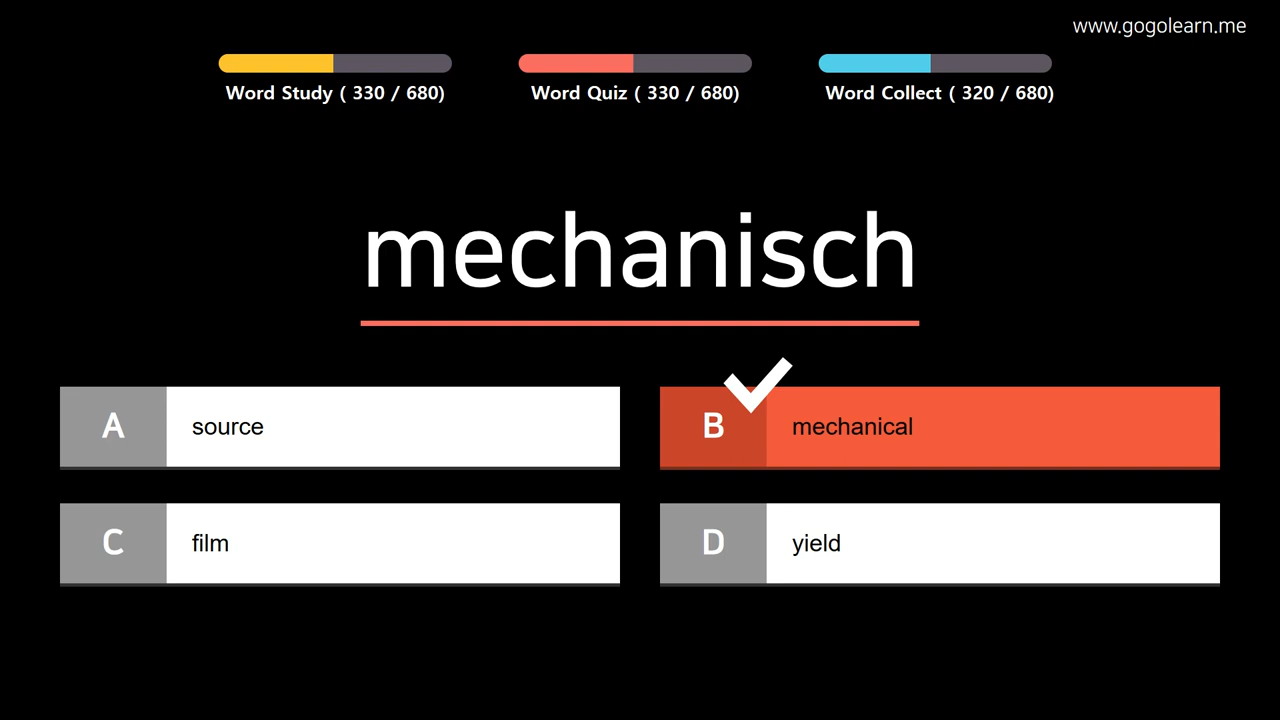 www.gogolearn.me
Word Study ( 330 / 680)
Word Quiz ( 330 / 680)
Word Collect ( 320 / 680)
mechanisch
A
source
B
mechanical
C
film
D
yield